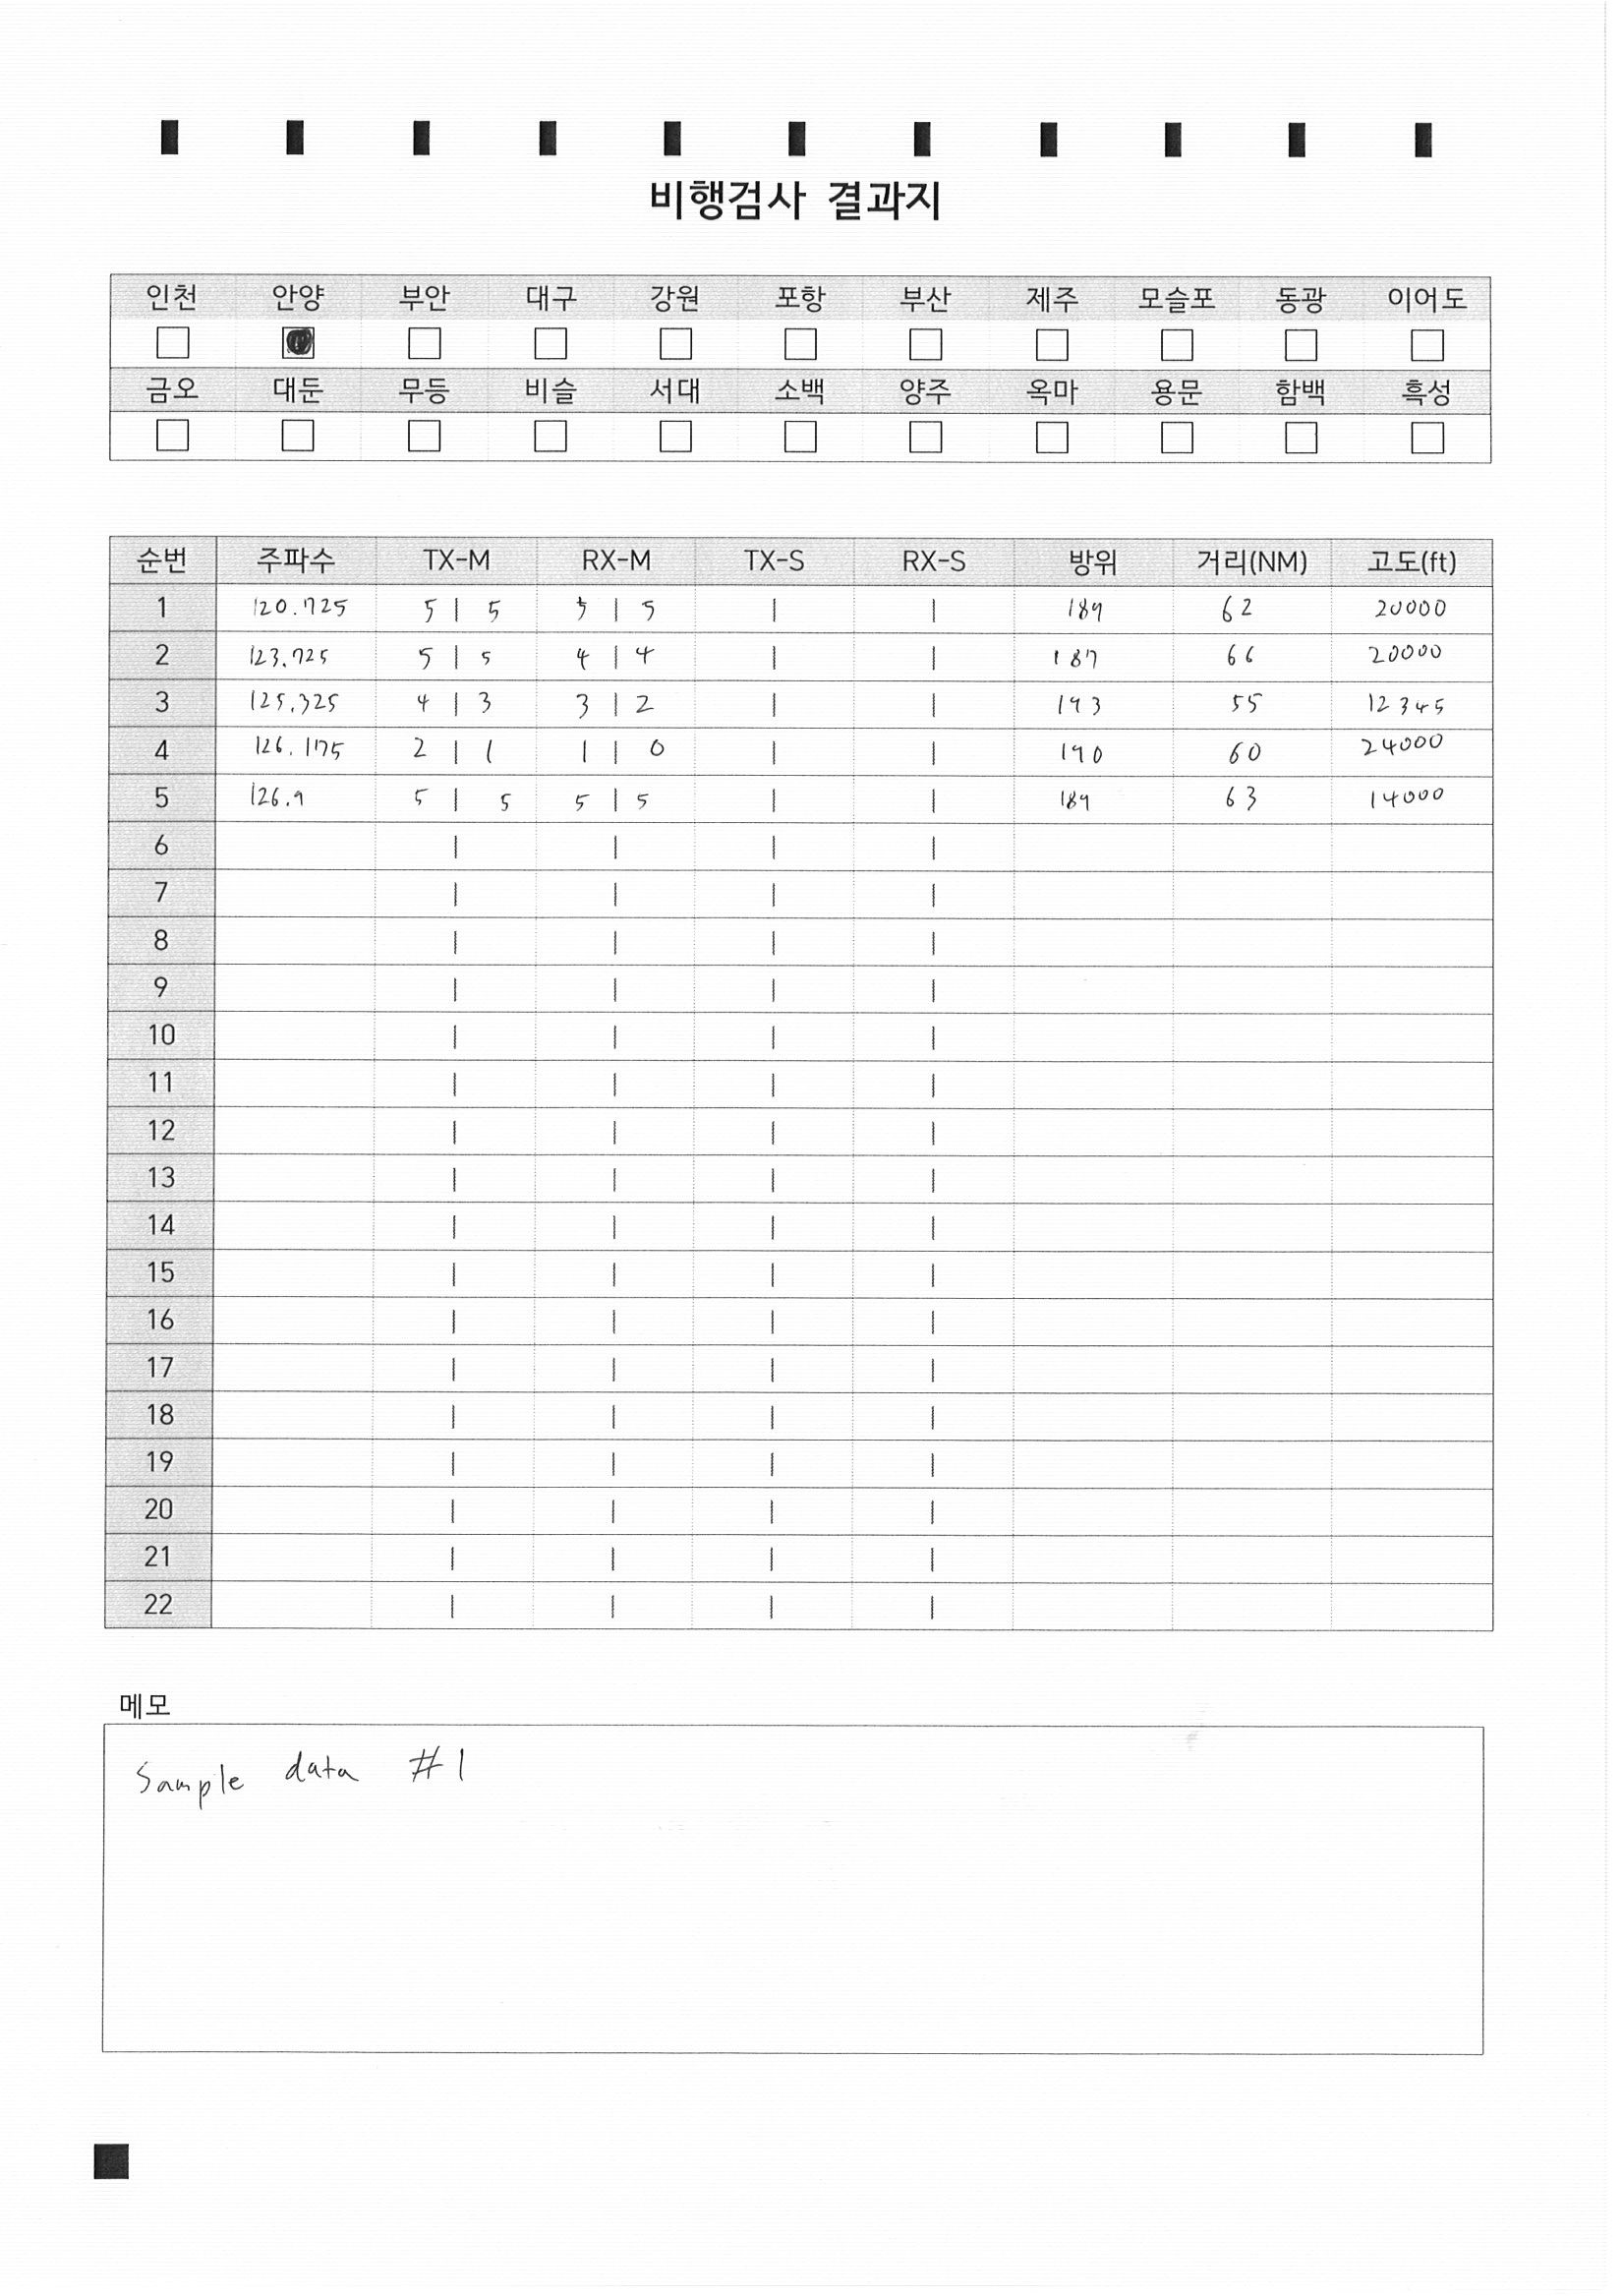 비행검사 결과지
인천 안양 부안 대구 강원 포항 부산 제주 모슬포 동광 이어도
금오 대둔 무등 비슬 서대 소백 양주 옥마 용문 함백 흑성
순번 주파수 TX-M RX-M TX-S RX-S 방위 거리(NM) 고도(ft)
1 120.725 5 | 5 5 | 5 | | 189 62 20000
2 123.725 5 | 5 4 | 4 | | 187 66 20000
3 125.325 4 | 3 3 | 2 | | 193 55 12345
4 126.175 2 | 1 1 | 0 | | 190 60 24000
5 126.9 5 | 5 5 | 5 | | 189 63 14000
6 | | | |
7 | | | |
8 | | | |
9 | | | |
10 | | | |
11 | | | |
12 | | | |
13 | | | |
14 | | | |
15 | | | |
16 | | | |
17 | | | |
18 | | | |
19 | | | |
20 | | | |
21 | | | |
22 | | | |
메모
Sample data #1